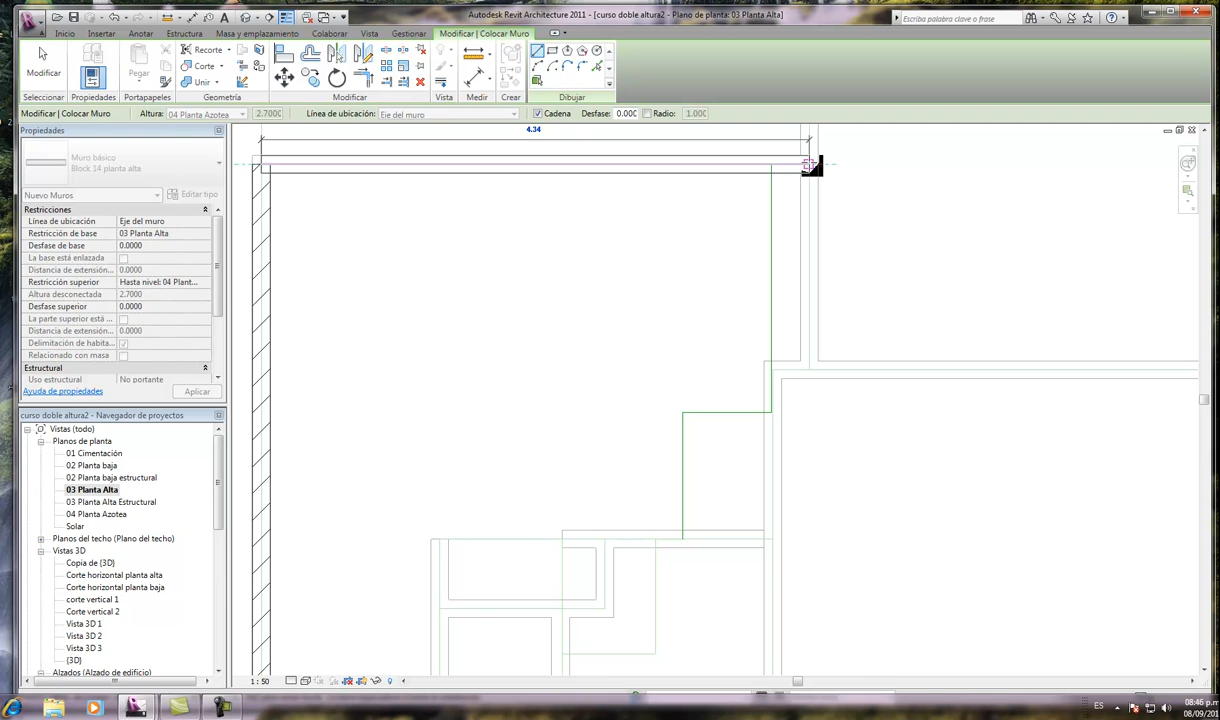 Autodesk Revit Architecture 2011 - [curso doble altura2 - Plano de planta: 03 Planta Alta]
Escriba palabra clave o frase
Inicio
Insertar
Anotar
Estructura
Masa y emplazamiento
Colaborar
Vista
Gestionar
Modificar | Colocar Muro
Modificar
Pegar
Recorte
Corte
Unir
Crear
Seleccionar
Propiedades
Portapapeles
Geometría
Modificar
Vista
Medir
Crear
Dibujar
Modificar | Colocar Muro
Altura:
04 Planta Azotea
2.7000
Línea de ubicación:
Eje del muro
Cadena
Desfase:
0.000
Radio:
1.000
Propiedades
Muro básico
Block 14 planta alta
Nuevo Muros
Editar tipo
Restricciones
Línea de ubicación
Eje del muro
Restricción de base
03 Planta Alta
Desfase de base
0.0000
La base está enlazada
Distancia de extensión...
0.0000
Restricción superior
Hasta nivel: 04 Plant...
Altura desconectada
2.7000
Desfase superior
0.0000
La parte superior está ...
Distancia de extensión...
0.0000
Delimitación de habita...
Relacionado con masa
Estructural
Uso estructural
No portante
Ayuda de propiedades
Aplicar
curso doble altura2 - Navegador de proyectos
Vistas (todo)
Planos de planta
01 Cimentación
02 Planta baja
02 Planta baja estructural
03 Planta Alta
03 Planta Alta Estructural
04 Planta Azotea
Solar
Planos del techo (Plano del techo)
Vistas 3D
Copia de {3D}
Corte horizontal planta alta
Corte horizontal planta baja
corte vertical 1
Corte vertical 2
Vista 3D 1
Vista 3D 2
Vista 3D 3
{3D}
Alzados (Alzado de edificio)
4.34
1 : 50
ES
08:46 p.m
08/09/201